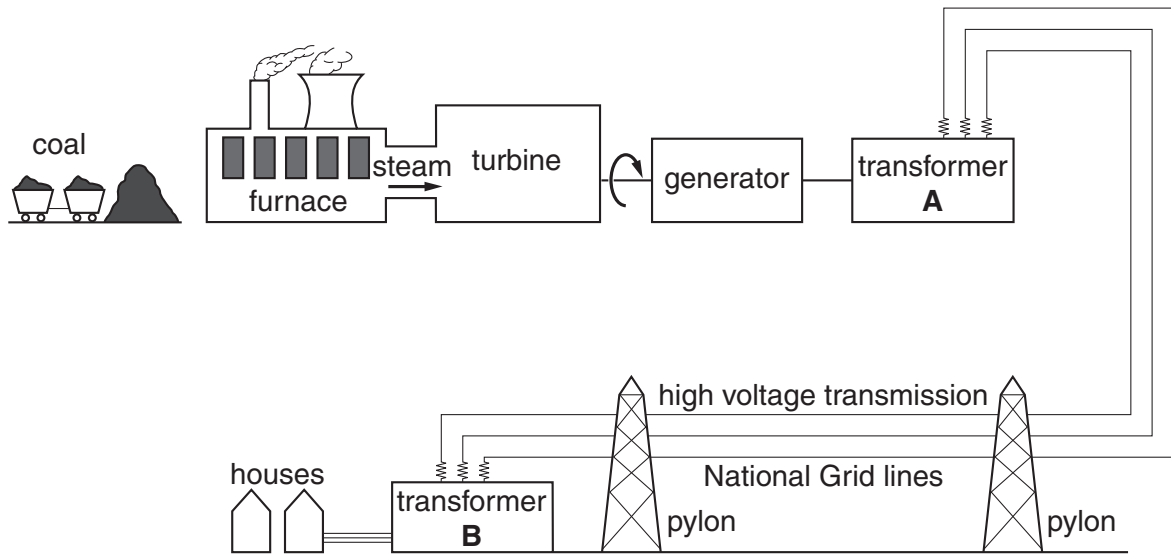 coal
furnace
steam
turbine
generator
transformer
A
high voltage transmission
National Grid lines
houses
transformer
B
pylon
pylon